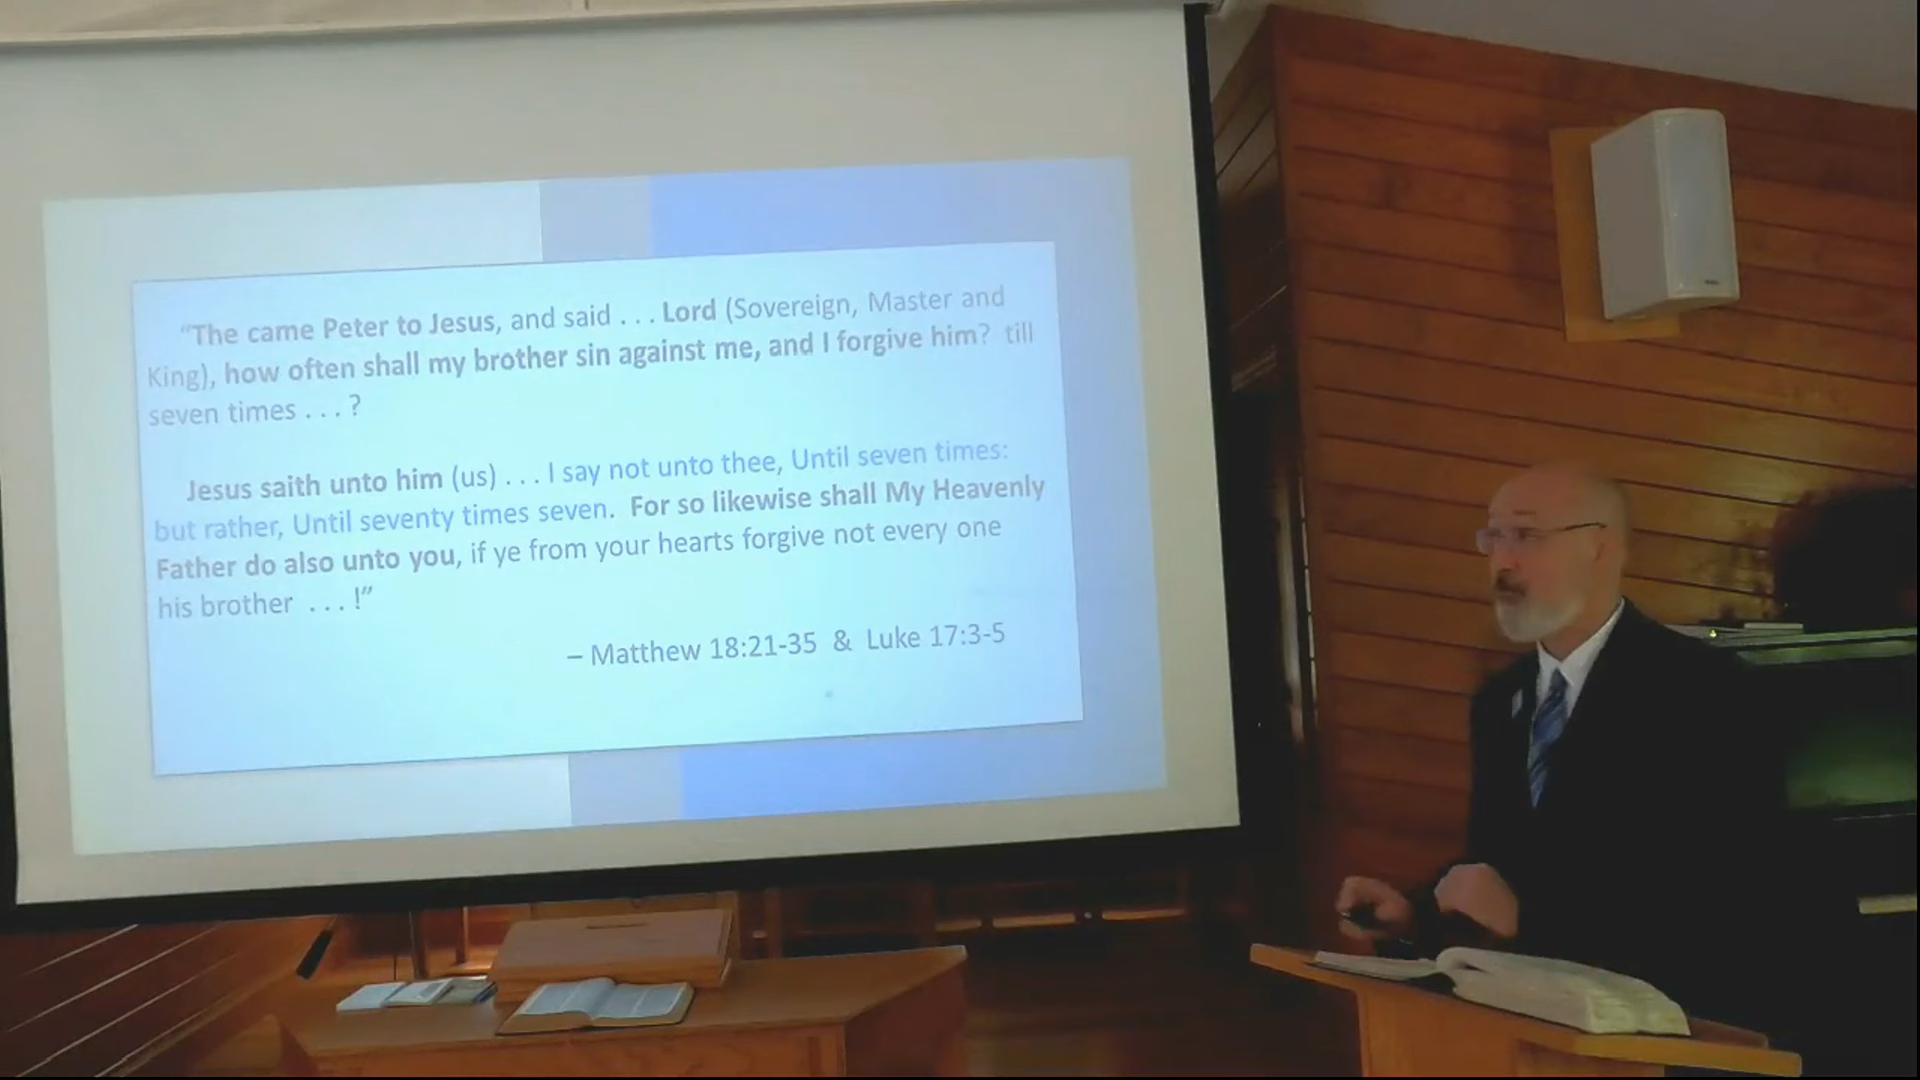 “The came Peter to Jesus, and said . . . Lord (Sovereign, Master and
King), how often shall my brother sin against me, and I forgive him? till
seven times . . . ?
Jesus saith unto him (us) . . . I say not unto thee, Until seven times:
but rather, Until seventy times seven. For so likewise shall My Heavenly
Father do also unto you, if ye from your hearts forgive not every one
his brother . . . !”
– Matthew 18:21-35 & Luke 17:3-5